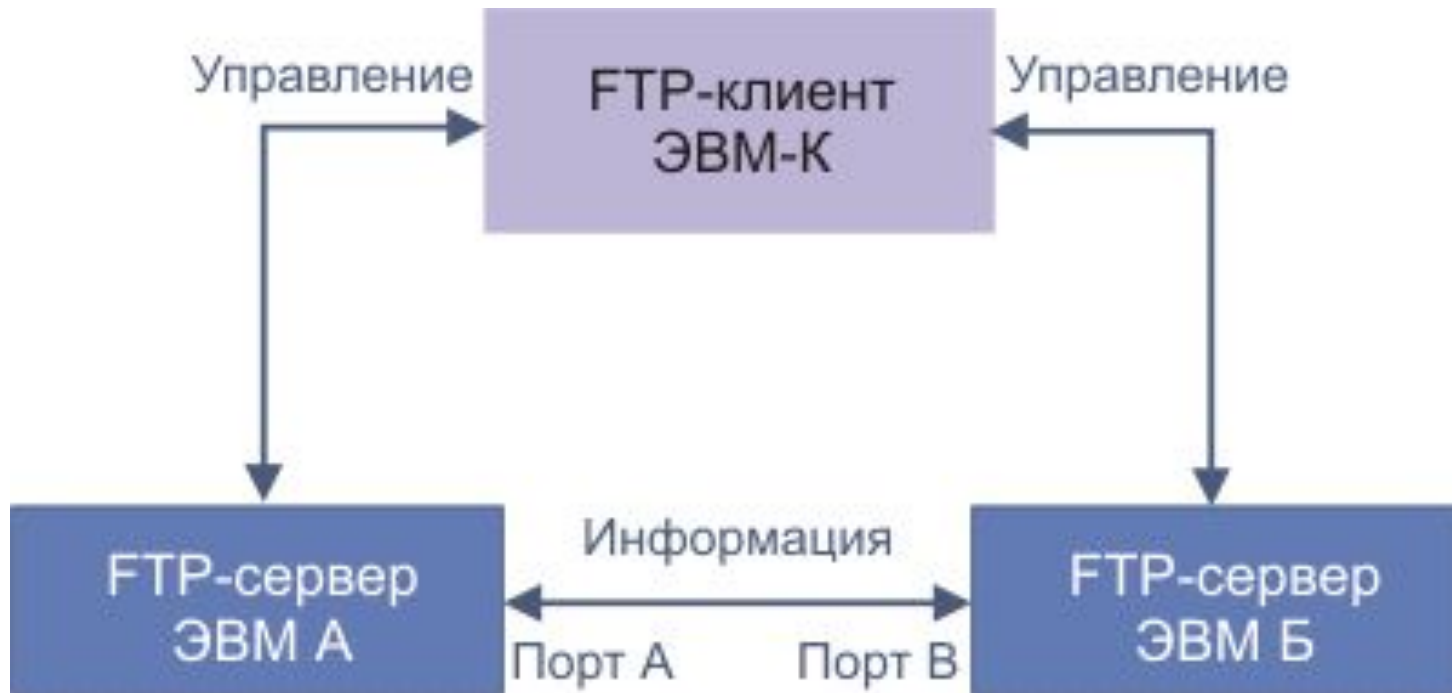 Управление
FTP-клиент
ЭВМ-К
Управление
Информация
FTP-сервер
ЭВМ А
Порт А
Порт В
FTP-сервер
ЭВМ Б